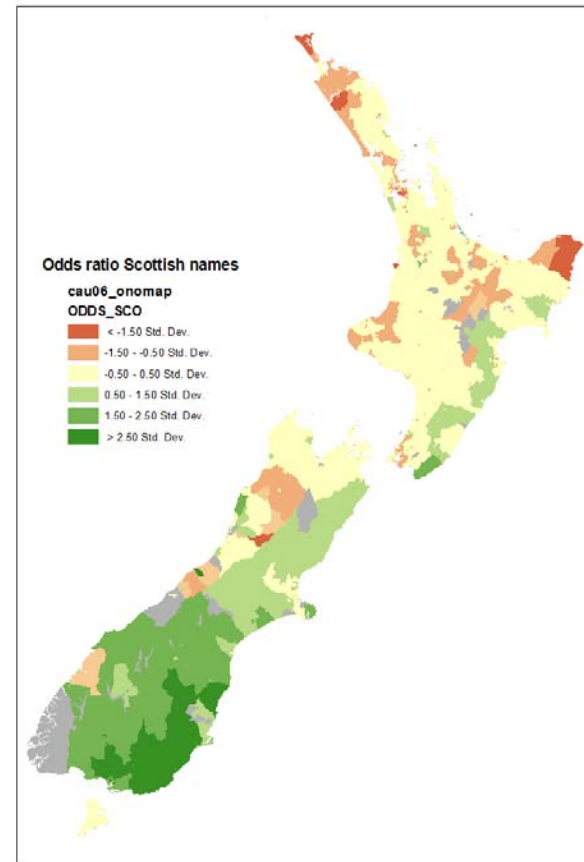 Odds ratio Scottish names
cau06_onomap
ODDS_SCO
< -1.50 Std. Dev.
-1.50 - -0.50 Std. Dev.
-0.50 - 0.50 Std. Dev.
0.50 - 1.50 Std. Dev.
1.50 - 2.50 Std. Dev.
> 2.50 Std. Dev.